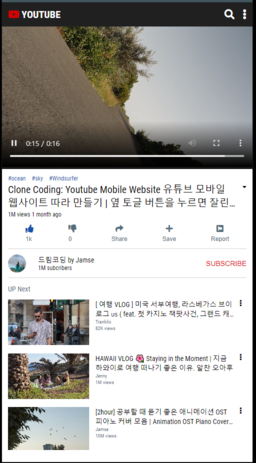 YOUTUBE
0:15 / 0:16
#ocean #sky #Windsurfer
Clone Coding: Youtube Mobile Website 유튜브 모바일
웹사이트 따라 만들기 | 옆 토글 버튼을 누르면 잘린...
1M views 1 month ago
1k 0 Share Save Report
드림코딩 by Jamse
1M subcribers
SUBSCRIBE
UP Next
[ 여행 VLOG ] 미국 서부여행, 라스베가스 브이
로그 us ( feat. 첫 카지노 잭팟사건, 그랜드 캐...
82K views
HAWAII VLOG 🌺 Staying in the Moment | 지금
하와이로 여행 떠나기 좋은 이유. 알찬 오아후
Jenny
1M views
[2hour] 공부할 때 듣기 좋은 애니메이션 OST
피아노 커버 모음 | Animation OST Piano Cover...
Jamse
10M views